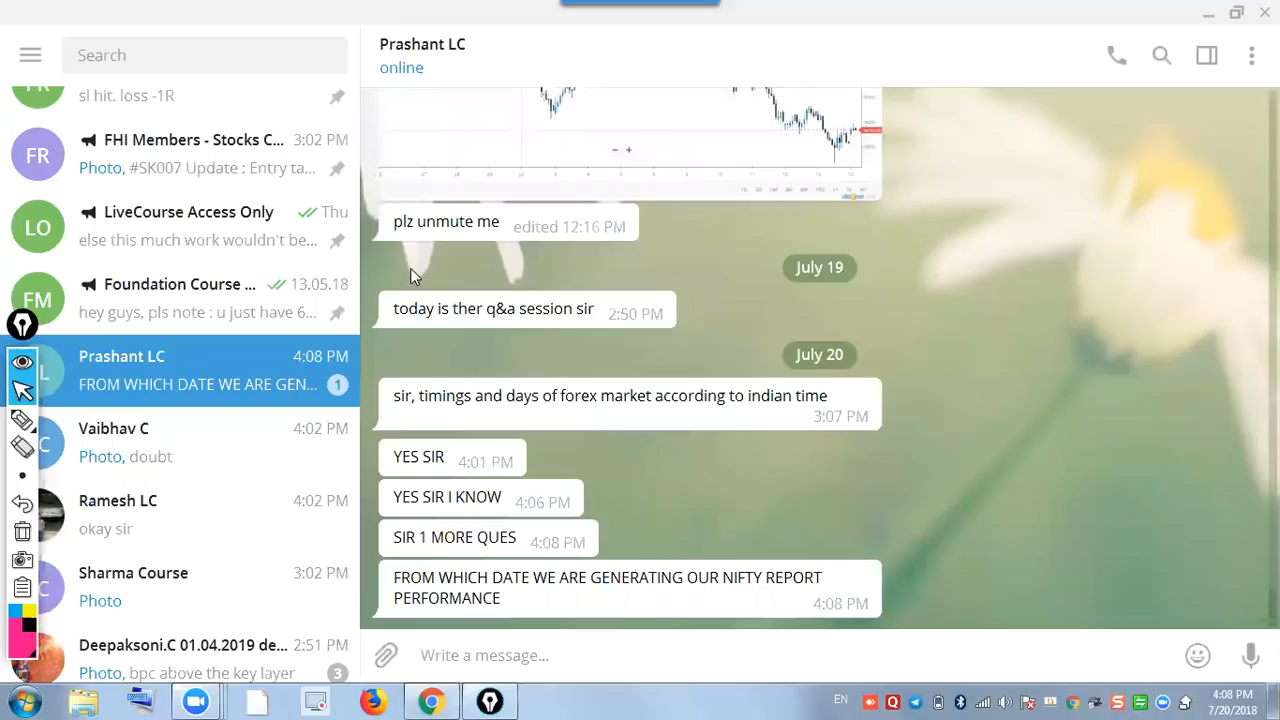 Search
sl hit. loss -1R
FR
FHI Members - Stocks C... 3:02 PM
Photo, #SK007 Update : Entry ta...
LO
LiveCourse Access Only Thu
else this much work wouldn't be...
FM
Foundation Course ... 13.05.18
hey guys, pls note : u just have 6...
L
Prashant LC 4:08 PM
FROM WHICH DATE WE ARE GEN... 1
C
Vaibhav C 4:02 PM
Photo, doubt
Ramesh LC 4:02 PM
okay sir
C
Sharma Course 3:02 PM
Photo
Deepaksoni.C 01.04.2019 de... 2:51 PM
Photo, bpc above the key layer 3
Prashant LC
online
plz unmute me edited 12:16 PM
July 19
today is ther q&a session sir 2:50 PM
July 20
sir, timings and days of forex market according to indian time
3:07 PM
YES SIR 4:01 PM
YES SIR I KNOW 4:06 PM
SIR 1 MORE QUES 4:08 PM
FROM WHICH DATE WE ARE GENERATING OUR NIFTY REPORT
PERFORMANCE 4:08 PM
Write a message...
EN
4:08 PM
7/20/2018